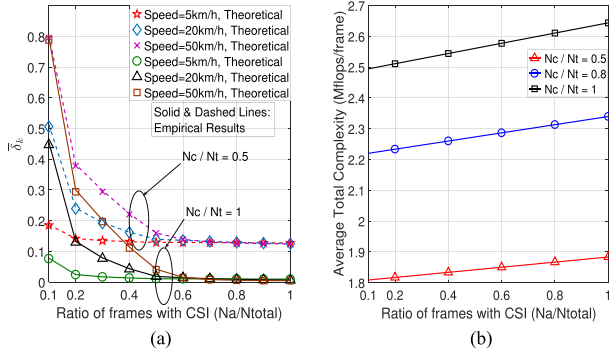 Speed=5km/h, Theoretical
Speed=20km/h, Theoretical
Speed=50km/h, Theoretical
Speed=5km/h, Theoretical
Speed=20km/h, Theoretical
Speed=50km/h, Theoretical
Solid & Dashed Lines:
Empirical Results
Nc / Nt = 0.5
Nc / Nt = 1
0.8
0.7
0.6
0.5
0.4
0.3
0.2
0.1
0
δ̅k
0.1 0.2 0.4 0.6 0.8 1
Ratio of frames with CSI (Na/Ntotal)
(a)
2.7
2.6
2.5
2.4
2.3
2.2
2.1
2
1.9
1.8
Average Total Complexity (Mflops/frame)
Nc / Nt = 0.5
Nc / Nt = 0.8
Nc / Nt = 1
0.1 0.2 0.4 0.6 0.8 1
Ratio of frames with CSI (Na/Ntotal)
(b)